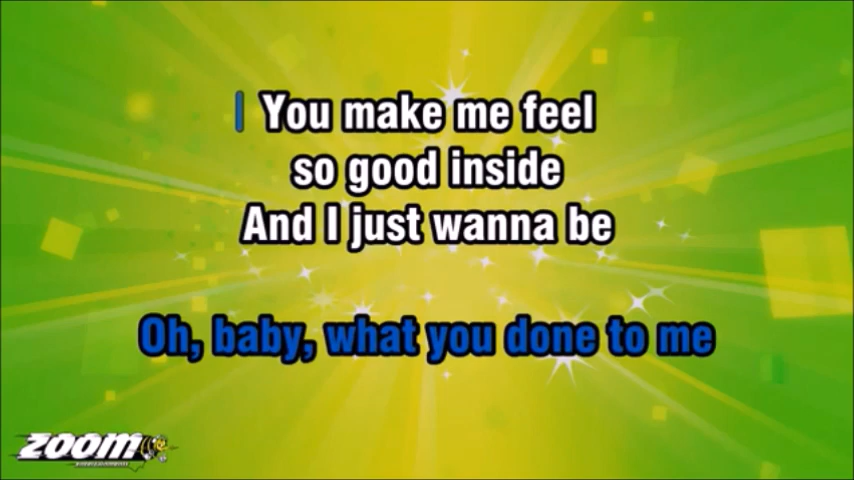 You make me feel
so good inside
And I just wanna be
Oh, baby, what you done to me
ZOOM